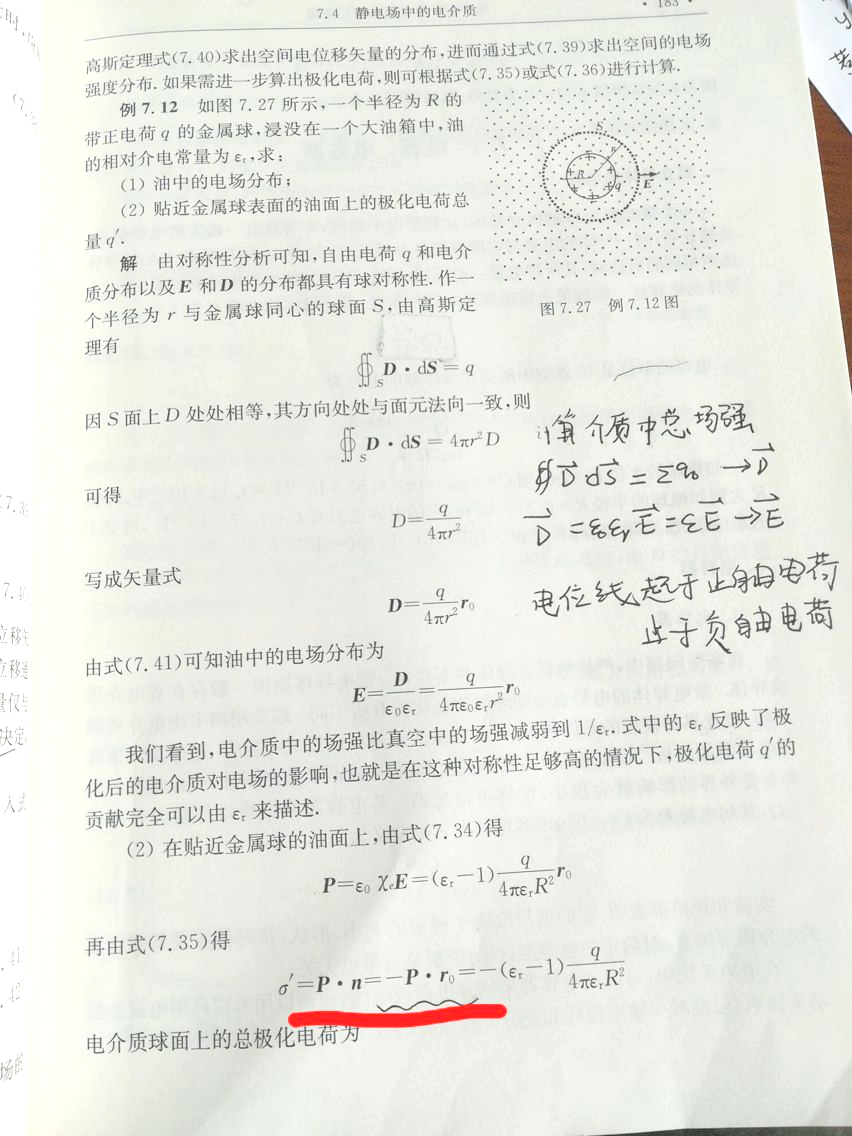 7.4 静电场中的电介质
· 183 ·
高斯定理式(7.40)求出空间电位移矢量的分布,进而通过式(7.39)求出空间的电场
强度分布.如果需进一步算出极化电荷,则可根据式(7.35)或式(7.36)进行计算.
例 7.12 如图 7.27 所示,一个半径为 R 的
带正电荷 q 的金属球,浸没在一个大油箱中,油
的相对介电常量为 εr,求:
(1) 油中的电场分布;
(2) 贴近金属球表面的油面上的极化电荷总
量 q′.
S
r
R
q
E
图 7.27 例 7.12 图
解 由对称性分析可知,自由电荷 q 和电介
质分布以及 E 和 D 的分布都具有球对称性.作一
个半径为 r 与金属球同心的球面 S,由高斯定
理有
∯S D · dS = q
因 S 面上 D 处处相等,其方向处处与面元法向一致,则
∯S D · dS = 4πr²D
可得
D = q/4πr²
写成矢量式
D = q/4πr² r₀
由式(7.41)可知油中的电场分布为
E = D/ε₀εr = q/4πε₀εrr² r₀
计算介质中总场强
∯D dS = Σq₀ → D
D = ε₀εrE = εE → E
电位线起于正自由电荷
止于负自由电荷
我们看到,电介质中的场强比真空中的场强减弱到 1/εr.式中的 εr 反映了极
化后的电介质对电场的影响,也就是在这种对称性足够高的情况下,极化电荷 q′的
贡献完全可以由 εr 来描述.
(2) 在贴近金属球的油面上,由式(7.34)得
P = ε₀ χeE = (εr−1) q/4πεrR² r₀
再由式(7.35)得
σ′ = P · n = −P · r₀ = −(εr−1) q/4πεrR²
电介质球面上的总极化电荷为